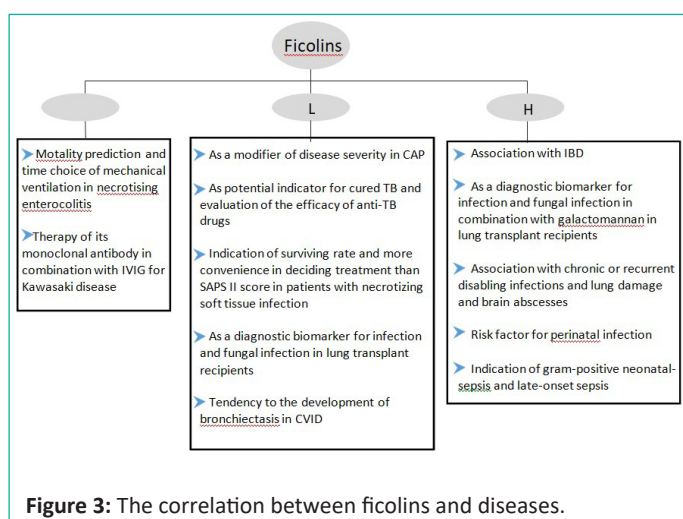 Ficolins
L
H
Motality prediction and
time choice of mechanical
ventilation in necrotising
enterocolitis
Therapy of its
monoclonal antibody in
combination with IVIG for
Kawasaki disease
As a modifier of disease severity in CAP
As potential indicator for cured TB and
evaluation of the efficacy of anti-TB
drugs
Indication of surviving rate and more
convenience in deciding treatment than
SAPS II score in patients with necrotizing
soft tissue infection
As a diagnostic biomarker for infection
and fungal infection in lung transplant
recipients
Tendency to the development of
bronchiectasis in CVID
Association with IBD
As a diagnostic biomarker for
infection and fungal infection in
combination with galactomannan in
lung transplant recipients
Association with chronic or recurrent
disabling infections and lung damage
and brain abscesses
Risk factor for perinatal infection
Indication of gram-positive neonatal-
sepsis and late-onset sepsis
Figure 3: The correlation between ficolins and diseases.